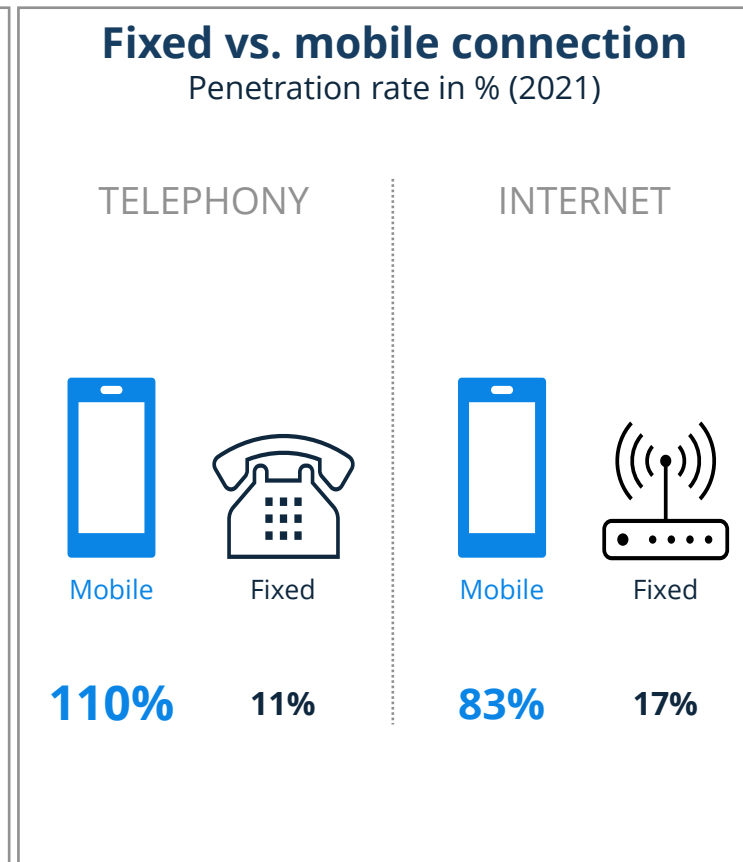 Fixed vs. mobile connection
Penetration rate in % (2021)
TELEPHONY
INTERNET
Mobile
Fixed
Mobile
Fixed
110%
11%
83%
17%